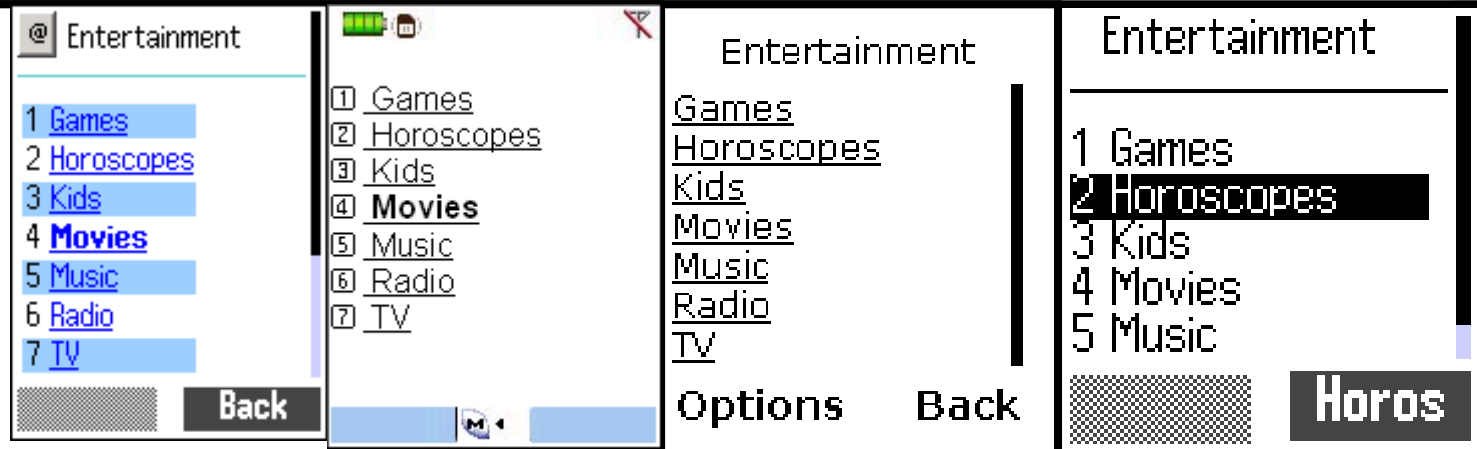 @ Entertainment
1 Games
2 Horoscopes
3 Kids
4 Movies
5 Music
6 Radio
7 TV
Back
1 Games
2 Horoscopes
3 Kids
4 Movies
5 Music
6 Radio
7 TV
M
Entertainment
Games
Horoscopes
Kids
Movies
Music
Radio
TV
Options Back
Entertainment
1 Games
2 Horoscopes
3 Kids
4 Movies
5 Music
Horos